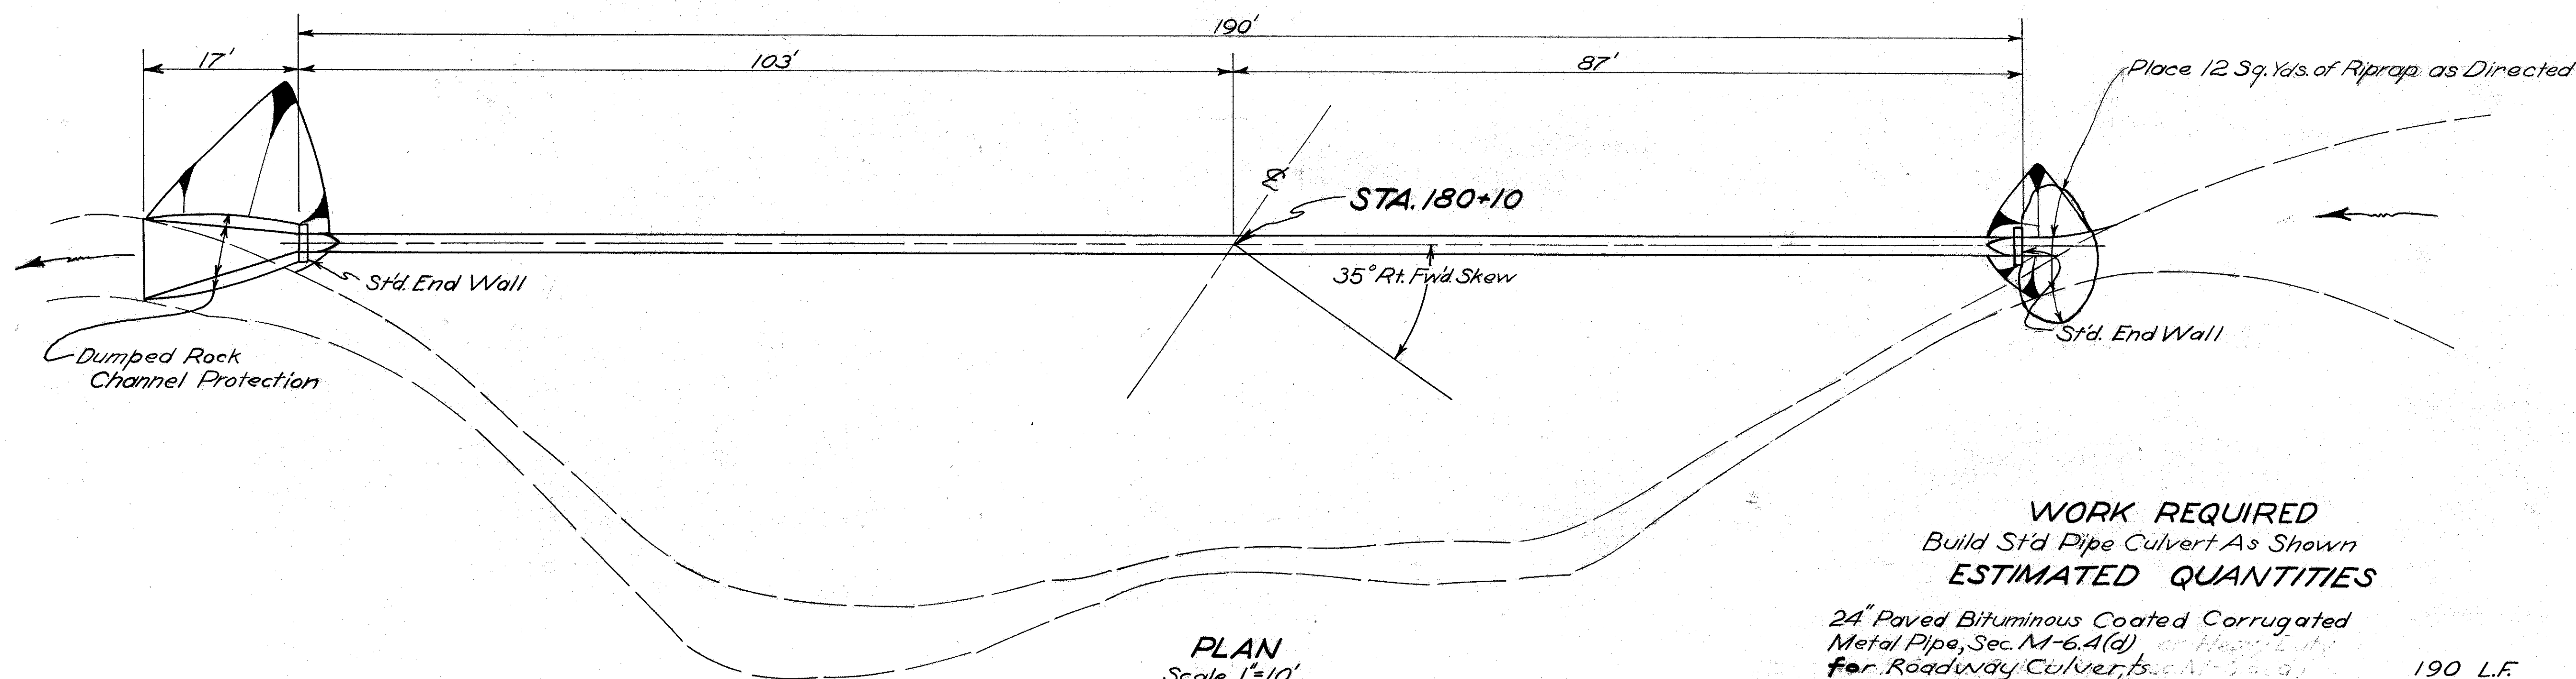 190'
17'
103'
87'
Place 12 Sq. Yds. of Riprap as Directed
℄
STA. 180+10
35° Rt. Fw'd. Skew
St'd. End Wall
St'd. End Wall
Dumped Rock
Channel Protection
WORK REQUIRED
Build St'd Pipe Culvert As Shown
ESTIMATED QUANTITIES
24" Paved Bituminous Coated Corrugated
Metal Pipe, Sec. M-6.4(d)
for Roadway Culverts 190 L.F.
PLAN
Scale 1"=10'